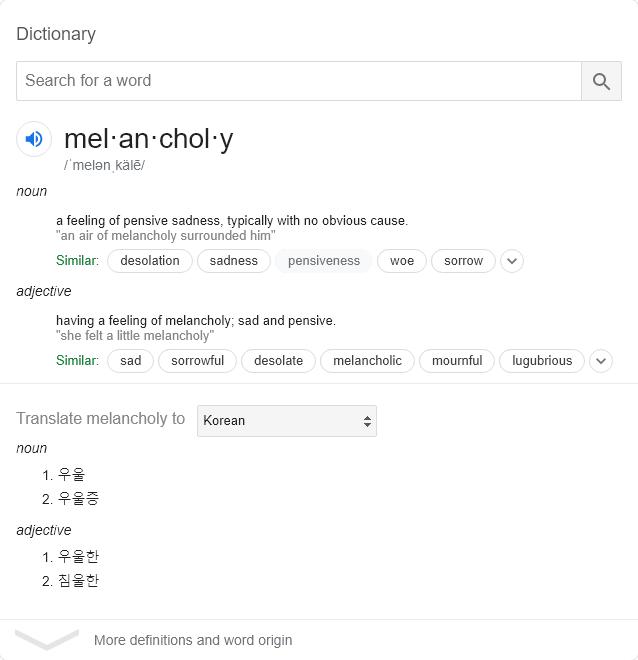 Dictionary
Search for a word
mel·an·chol·y
/ˈmelənˌkälē/
noun
a feeling of pensive sadness, typically with no obvious cause.
"an air of melancholy surrounded him"
Similar: desolation sadness pensiveness woe sorrow
adjective
having a feeling of melancholy; sad and pensive.
"she felt a little melancholy"
Similar: sad sorrowful desolate melancholic mournful lugubrious
Translate melancholy to Korean
noun
1. 우울
2. 우울증
adjective
1. 우울한
2. 침울한
More definitions and word origin